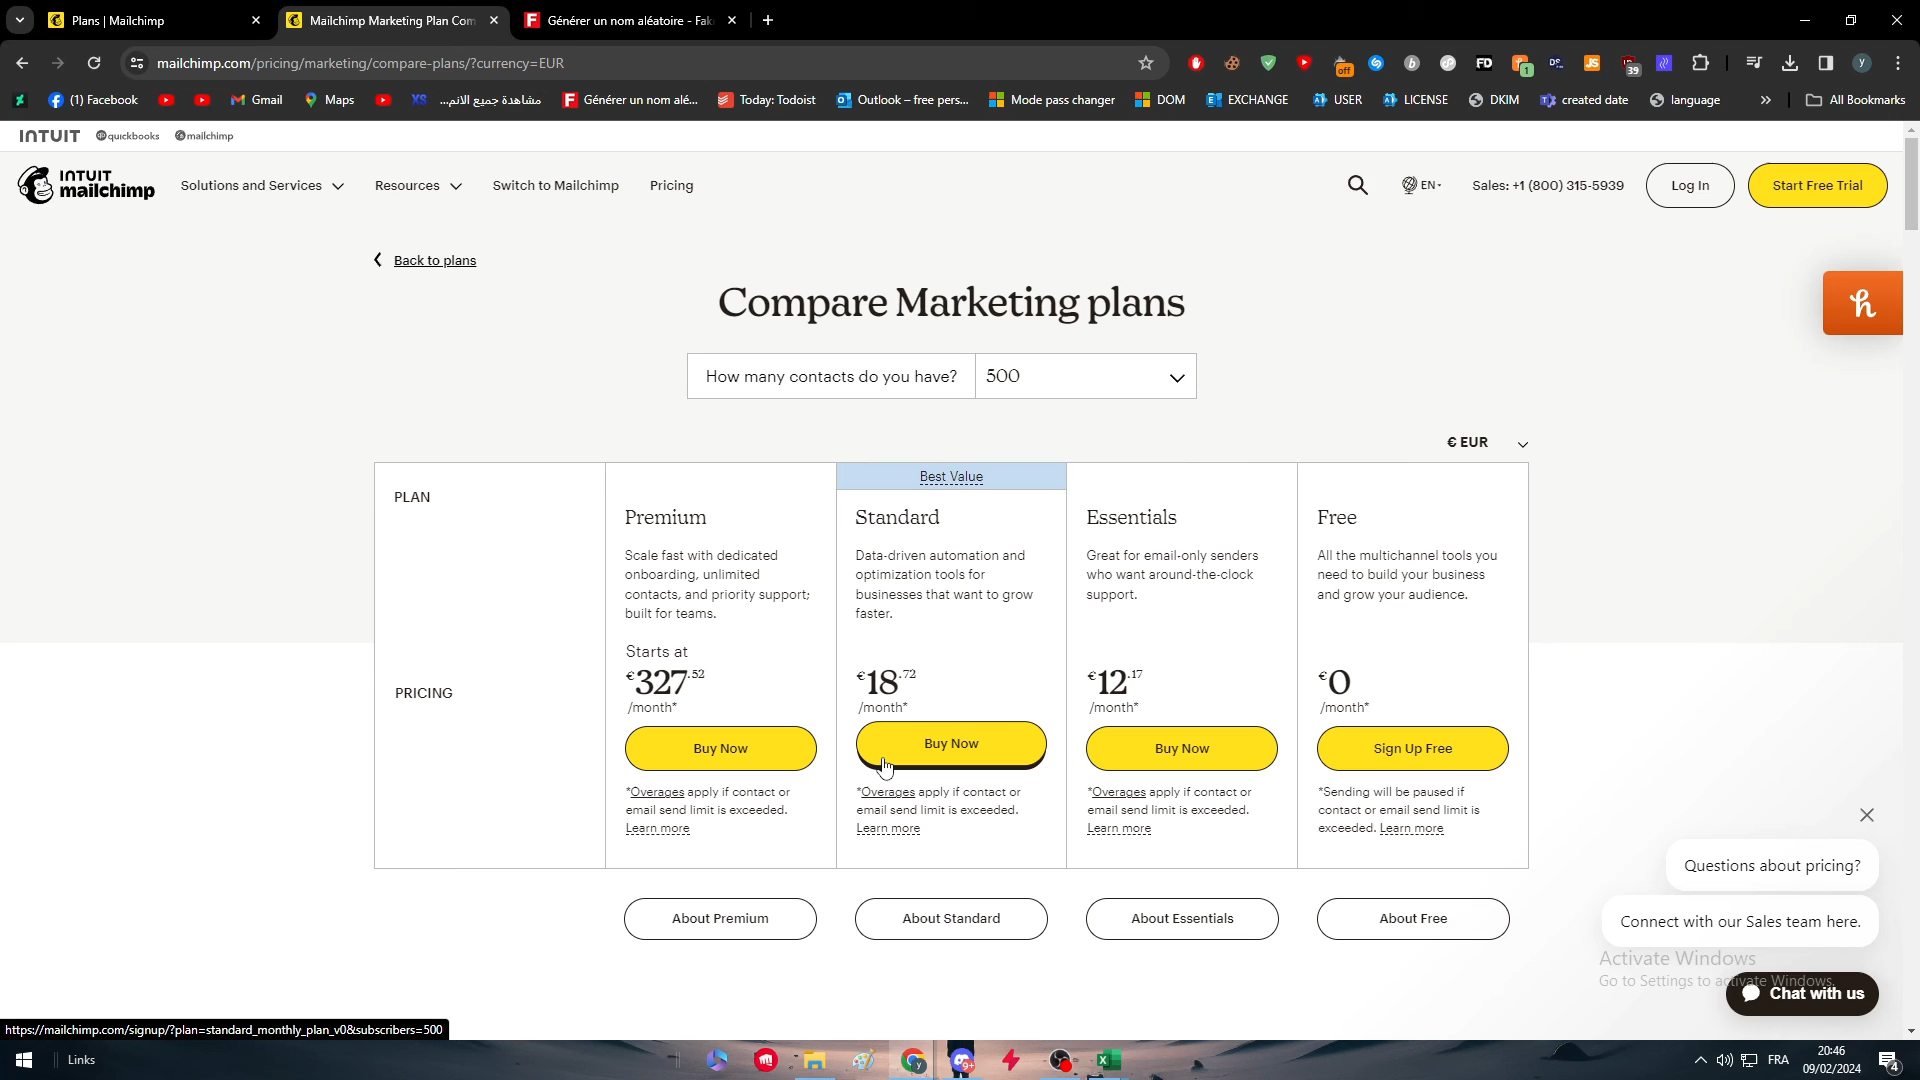 Plans | Mailchimp
Mailchimp Marketing Plan Com
Générer un nom aléatoire - Fak
mailchimp.com/pricing/marketing/compare-plans/?currency=EUR
off
FD
1
JS
39
y
(1) Facebook
Gmail
Maps
XS
مشاهدة جميع الانم...
Générer un nom alé...
Today: Todoist
Outlook – free pers...
Mode pass changer
DOM
EXCHANGE
USER
LICENSE
DKIM
created date
language
All Bookmarks
INTUIT
quickbooks
mailchimp
INTUIT
mailchimp
Solutions and Services
Resources
Switch to Mailchimp
Pricing
EN
Sales: +1 (800) 315-5939
Log In
Start Free Trial
Back to plans
Compare Marketing plans
How many contacts do you have?
500
€ EUR
PLAN
Premium
Scale fast with dedicated
onboarding, unlimited
contacts, and priority support;
built for teams.
Best Value
Standard
Data-driven automation and
optimization tools for
businesses that want to grow
faster.
Essentials
Great for email-only senders
who want around-the-clock
support.
Free
All the multichannel tools you
need to build your business
and grow your audience.
PRICING
Starts at
€327.52
/month*
Buy Now
*Overages apply if contact or
email send limit is exceeded.
Learn more
€18.72
/month*
Buy Now
*Overages apply if contact or
email send limit is exceeded.
Learn more
€12.17
/month*
Buy Now
*Overages apply if contact or
email send limit is exceeded.
Learn more
€0
/month*
Sign Up Free
*Sending will be paused if
contact or email send limit is
exceeded. Learn more
About Premium
About Standard
About Essentials
About Free
Questions about pricing?
Connect with our Sales team here.
Activate Windows
Go to Settings to activate Windows.
Chat with us
https://mailchimp.com/signup/?plan=standard_monthly_plan_v0&subscribers=500
Links
9+
FRA
20:46
09/02/2024
4